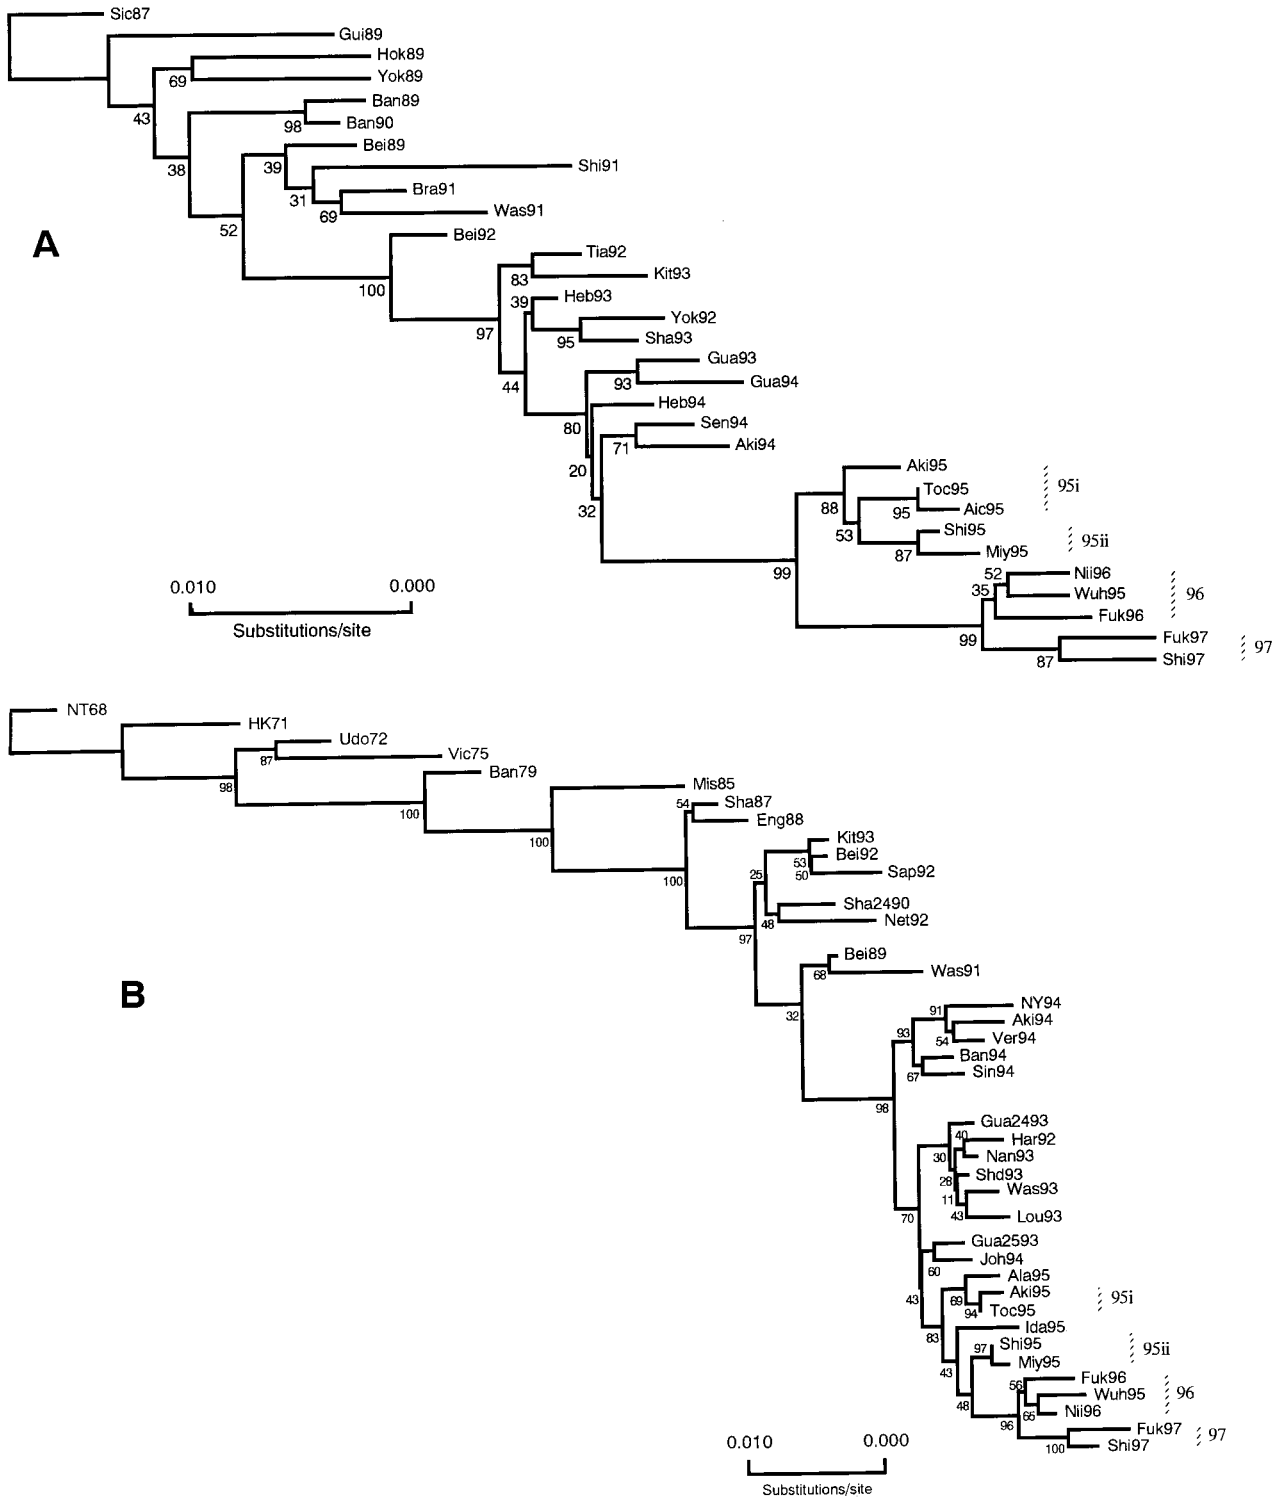 Sic87
Gui89
Hok89
69
Yok89
43
Ban89
98
Ban90
38
Bei89
39
Shi91
31
Bra91
69
Was91
52
A
Bei92
Tia92
83
Kit93
100
39
Heb93
Yok92
97
95
Sha93
Gua93
44
93
Gua94
Heb94
80
Sen94
71
Aki94
20
Aki95
95i
Toc95
88
95
Aic95
32
Shi95
53
95ii
87
Miy95
99
52
Nii96
35
Wuh95
96
Fuk96
99
Fuk97
97
87
Shi97
0.010 0.000
Substitutions/site
NT68
HK71
Udo72
87
Vic75
98
Ban79
100
Mis85
54
Sha87
Eng88
100
Kit93
53
Bei92
50
Sap92
100
25
Sha2490
48
Net92
97
Bei89
68
Was91
B
32
NY94
91
Aki94
93
54
Ver94
Ban94
67
Sin94
98
Gua2493
40
Har92
30
Nan93
28
Shd93
11
Was93
43
Lou93
70
Gua2593
60
Joh94
Ala95
43
69
Aki95
95i
94
Toc95
83
Ida95
97
Shi95
95ii
43
Miy95
56
Fuk96
48
Wuh95
96
66
Nii96
96
Fuk97
97
100
Shi97
0.010 0.000
Substitutions/site